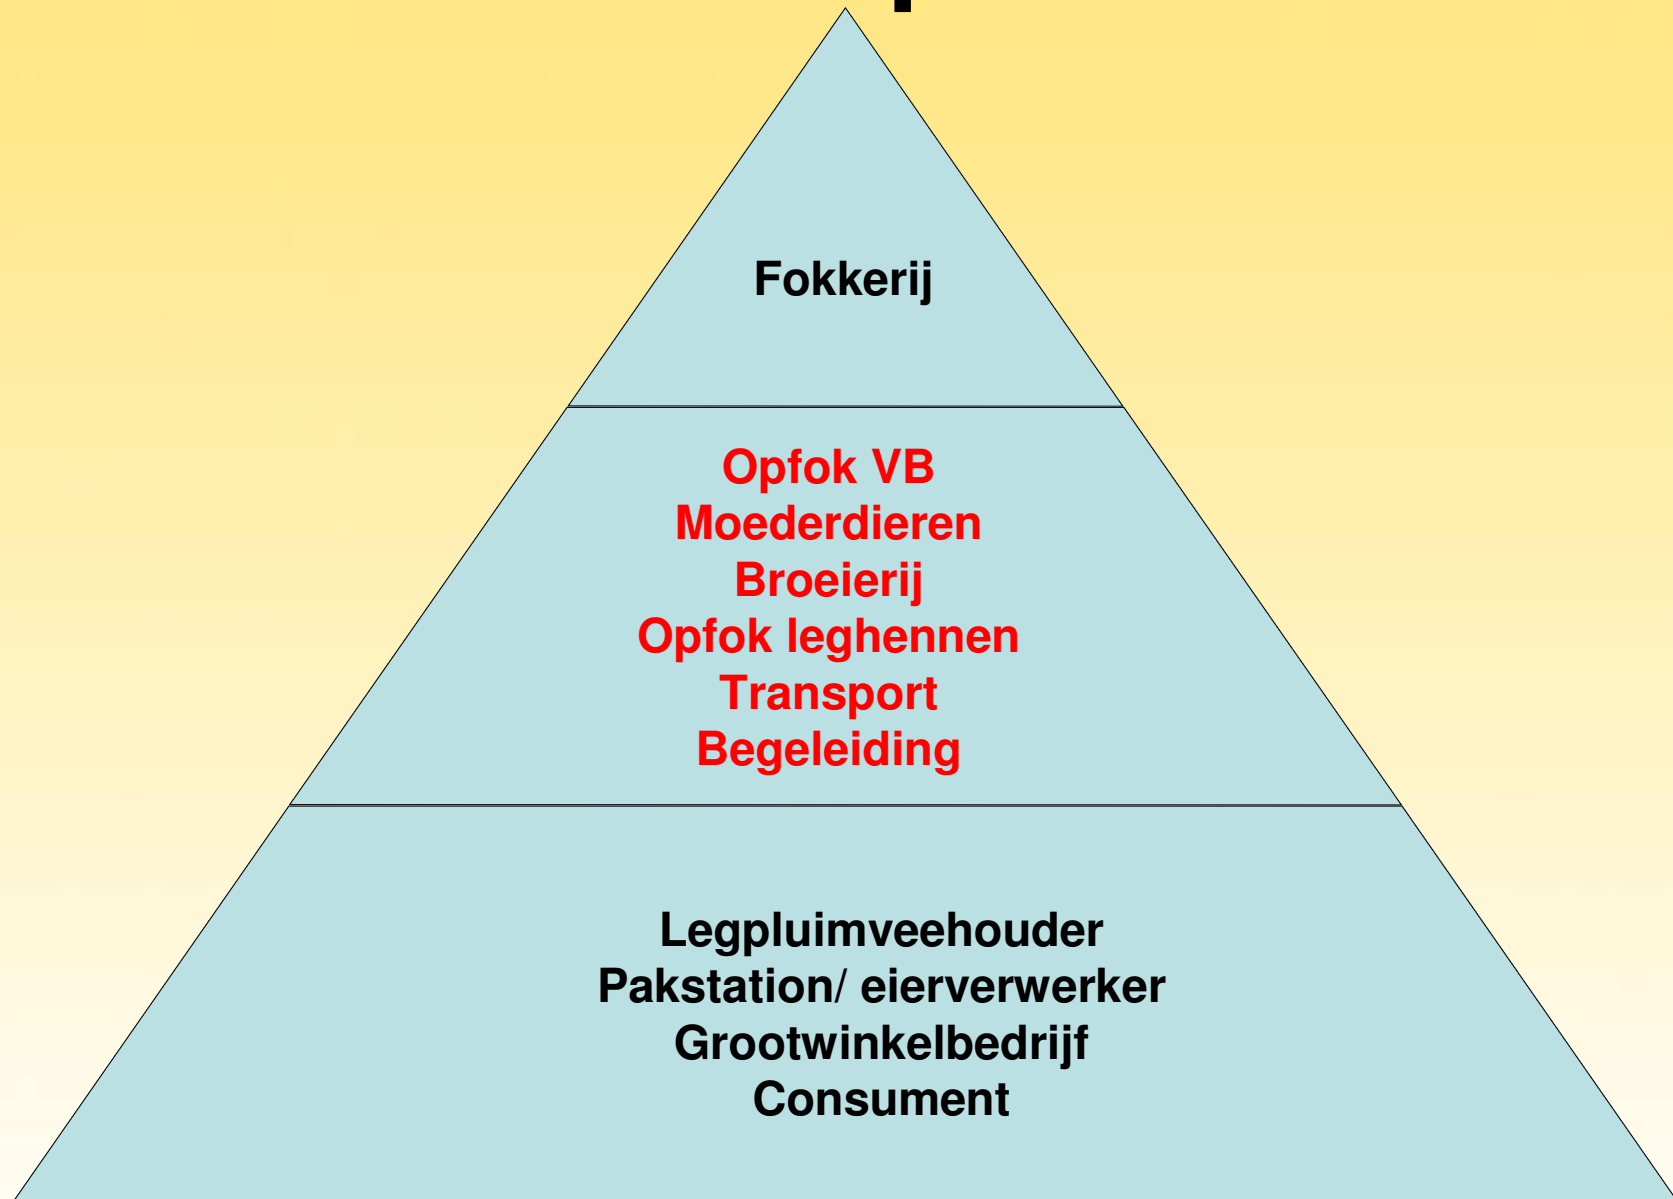 Fokkerij
Opfok VB
Moederdieren
Broeierij
Opfok leghennen
Transport
Begeleiding
Legpluimveehouder
Pakstation/ eierverwerker
Grootwinkelbedrijf
Consument